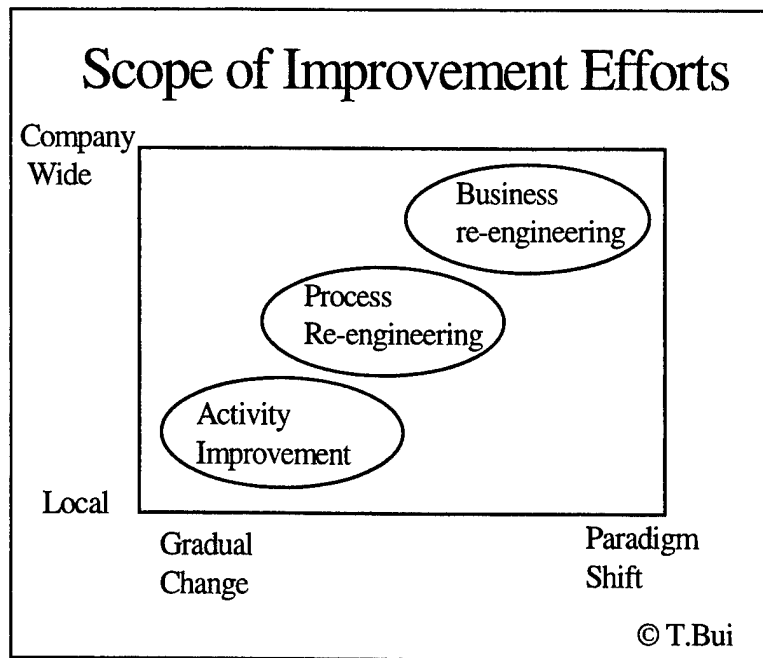 Scope of Improvement Efforts
Company
Wide
Business
re-engineering
Process
Re-engineering
Activity
Improvement
Local
Gradual
Change
Paradigm
Shift
© T.Bui